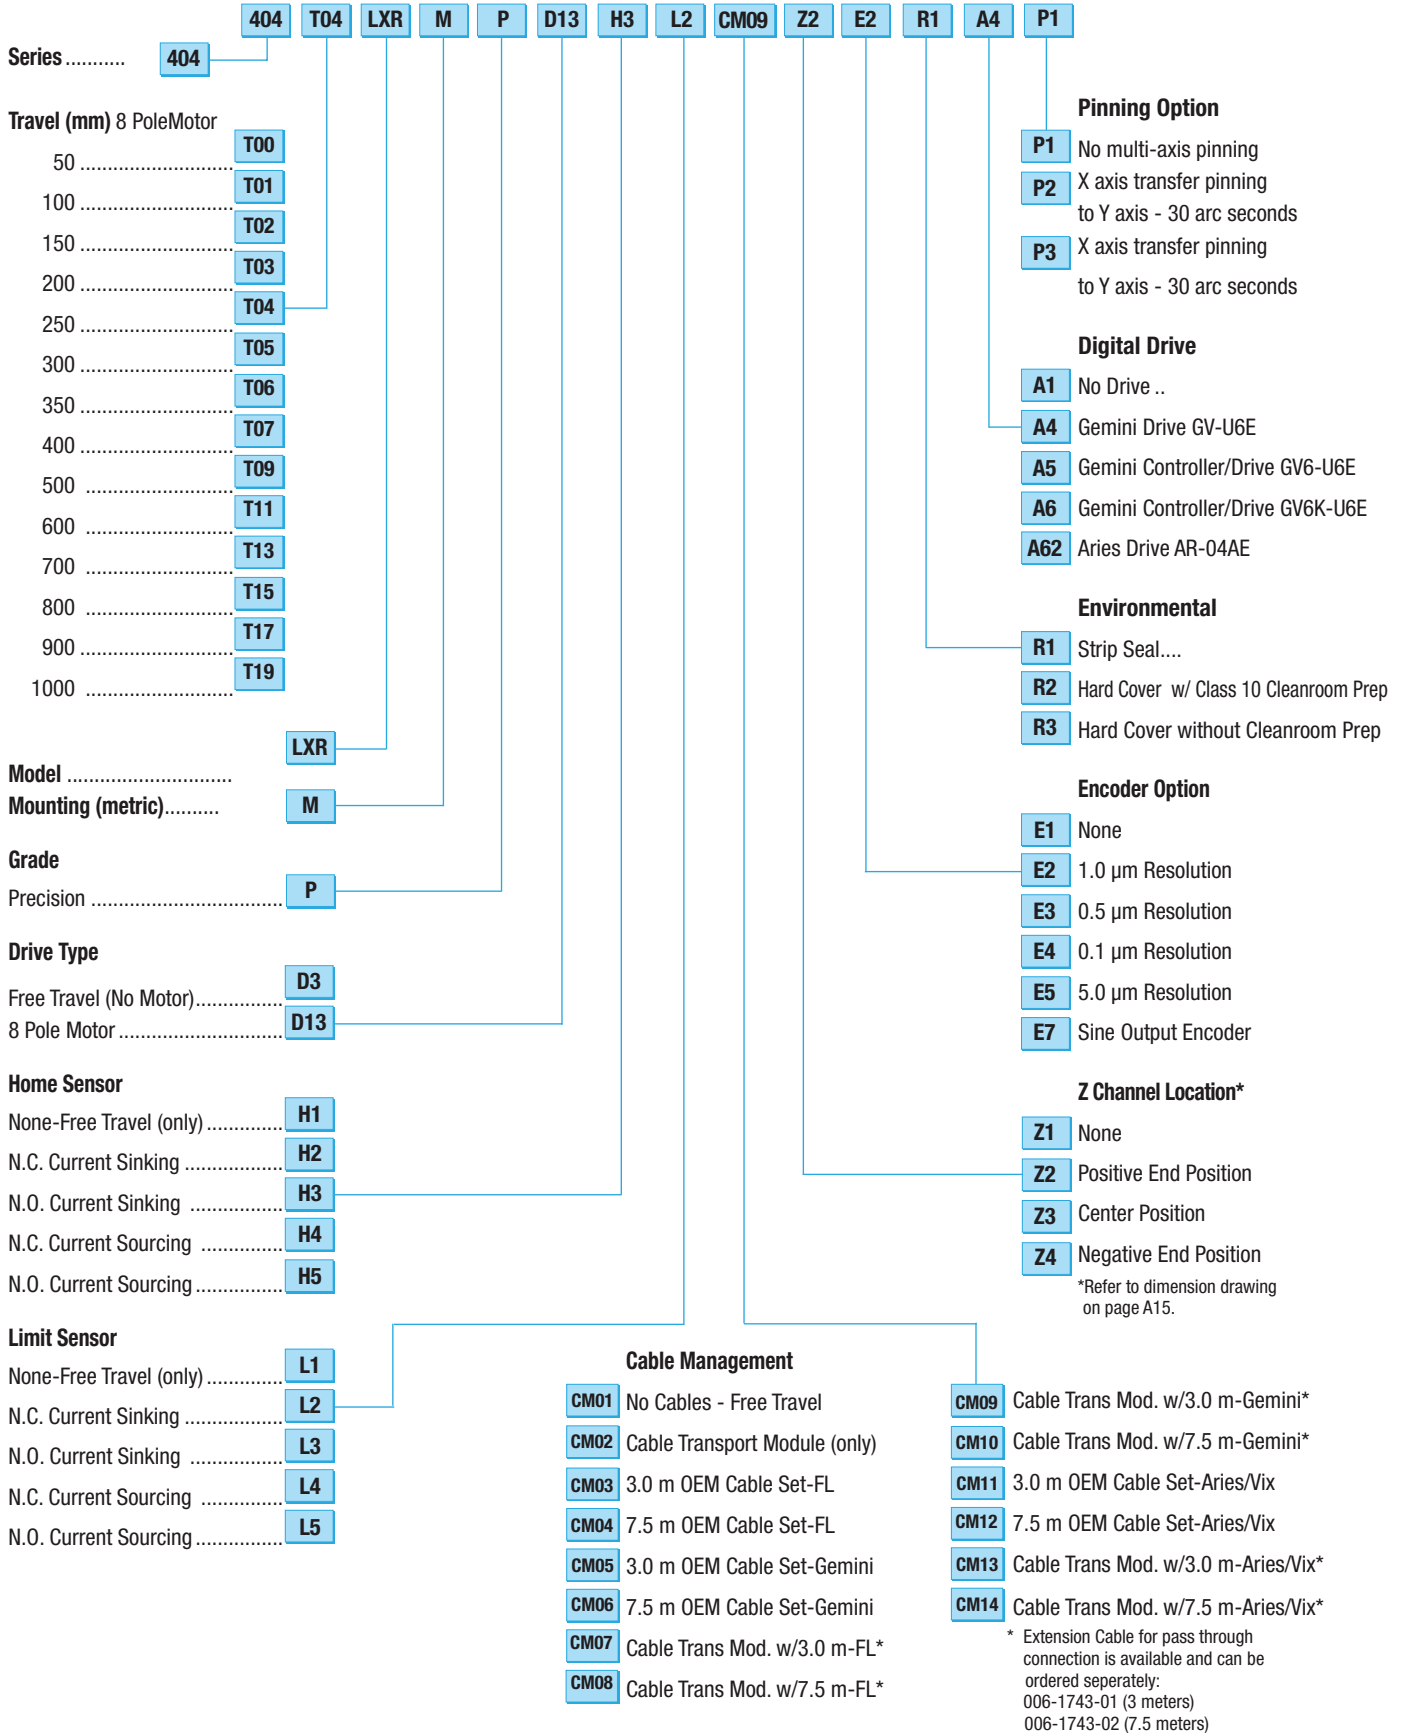 404 T04 LXR M P D13 H3 L2 CM09 Z2 E2 R1 A4 P1
Series ........... 404
Travel (mm) 8 PoleMotor
50 ............................ T00
100 ............................ T01
150 ............................ T02
200 ............................ T03
250 ............................ T04
300 ............................ T05
350 ............................ T06
400 ............................ T07
500 ............................ T09
600 ........................... T11
700 ............................ T13
800 ........................... T15
900 ............................ T17
1000 ........................... T19
LXR
Model ..............................
Mounting (metric).......... M
Grade
Precision ................................... P
Drive Type
Free Travel (No Motor)................ D3
8 Pole Motor .............................. D13
Home Sensor
None-Free Travel (only) .............. H1
N.C. Current Sinking .................. H2
N.O. Current Sinking ................. H3
N.C. Current Sourcing ............... H4
N.O. Current Sourcing ................ H5
Limit Sensor
None-Free Travel (only) .............. L1
N.C. Current Sinking .................. L2
N.O. Current Sinking ................. L3
N.C. Current Sourcing ............... L4
N.O. Current Sourcing ................ L5
Cable Management
CM01 No Cables - Free Travel
CM02 Cable Transport Module (only)
CM03 3.0 m OEM Cable Set-FL
CM04 7.5 m OEM Cable Set-FL
CM05 3.0 m OEM Cable Set-Gemini
CM06 7.5 m OEM Cable Set-Gemini
CM07 Cable Trans Mod. w/3.0 m-FL*
CM08 Cable Trans Mod. w/7.5 m-FL*
CM09 Cable Trans Mod. w/3.0 m-Gemini*
CM10 Cable Trans Mod. w/7.5 m-Gemini*
CM11 3.0 m OEM Cable Set-Aries/Vix
CM12 7.5 m OEM Cable Set-Aries/Vix
CM13 Cable Trans Mod. w/3.0 m-Aries/Vix*
CM14 Cable Trans Mod. w/7.5 m-Aries/Vix*
* Extension Cable for pass through
connection is available and can be
ordered seperately:
006-1743-01 (3 meters)
006-1743-02 (7.5 meters)
Pinning Option
P1 No multi-axis pinning
P2 X axis transfer pinning
to Y axis - 30 arc seconds
P3 X axis transfer pinning
to Y axis - 30 arc seconds
Digital Drive
A1 No Drive ..
A4 Gemini Drive GV-U6E
A5 Gemini Controller/Drive GV6-U6E
A6 Gemini Controller/Drive GV6K-U6E
A62 Aries Drive AR-04AE
Environmental
R1 Strip Seal....
R2 Hard Cover w/ Class 10 Cleanroom Prep
R3 Hard Cover without Cleanroom Prep
Encoder Option
E1 None
E2 1.0 µm Resolution
E3 0.5 µm Resolution
E4 0.1 µm Resolution
E5 5.0 µm Resolution
E7 Sine Output Encoder
Z Channel Location*
Z1 None
Z2 Positive End Position
Z3 Center Position
Z4 Negative End Position
*Refer to dimension drawing
on page A15.